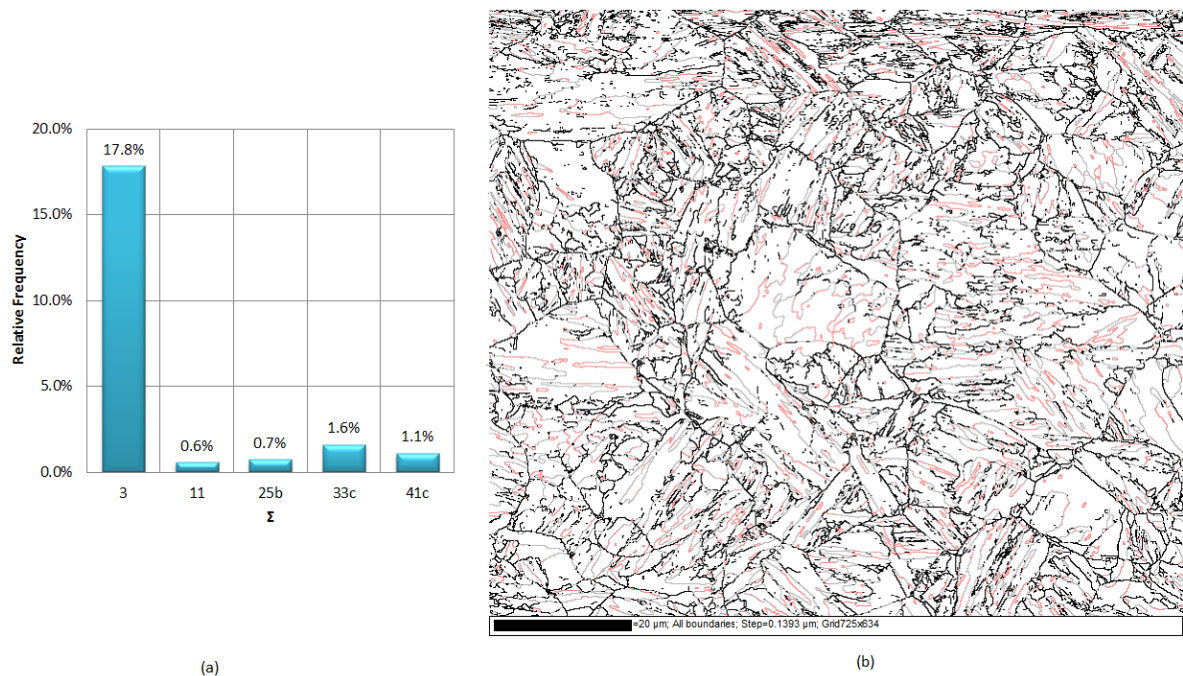 20.0%
17.8%
15.0%
10.0%
5.0%
0.6%
0.7%
1.6%
1.1%
0.0%
3 11 25b 33c 41c
Σ
Relative Frequency
(a)
=20 µm; All boundaries; Step=0.1393 µm; Grid725x634
(b)